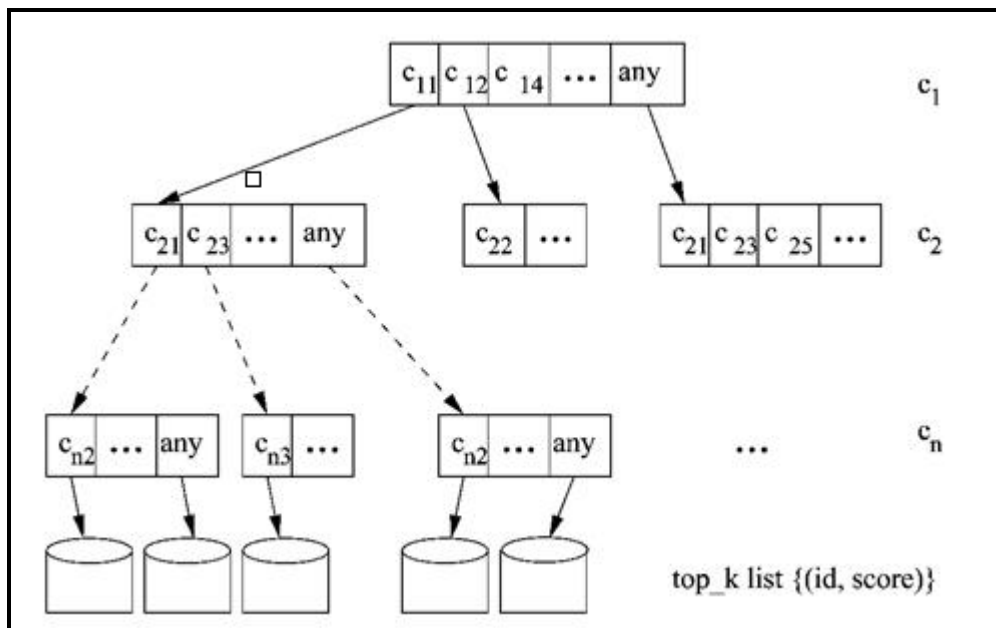 c11 c12 c14 ... any c1
c21 c23 ... any c22 ... c21 c23 c25 ... c2
cn2 ... any cn3 ... cn2 ... any ... cn
top_k list {(id, score)}